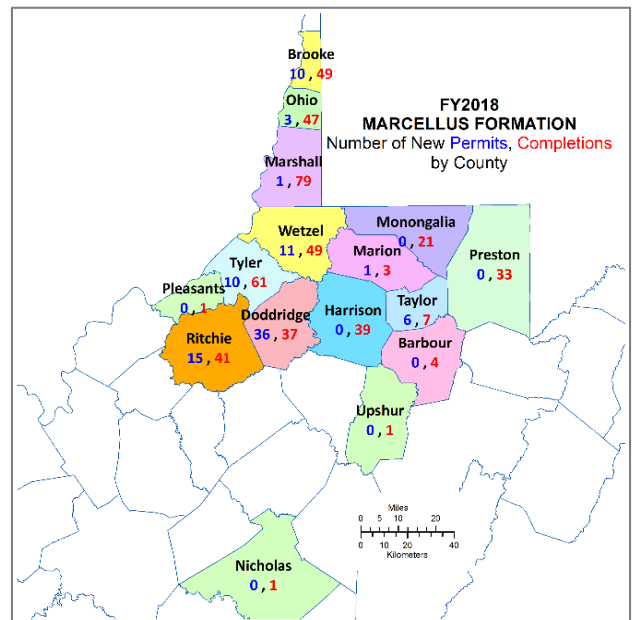 Brooke
10 , 49
Ohio
3 , 47
FY2018
MARCELLUS FORMATION
Number of New Permits, Completions
by County
Marshall
1 , 79
Wetzel
11 , 49
Monongalia
0 , 21
Marion
1 , 3
Preston
0 , 33
Tyler
10 , 61
Pleasants
0 , 1
Doddridge
36 , 37
Harrison
0 , 39
Taylor
6 , 7
Ritchie
15 , 41
Barbour
0 , 4
Upshur
0 , 1
Miles
0 5 10 20
0 10 20 40
Kilometers
Nicholas
0 , 1